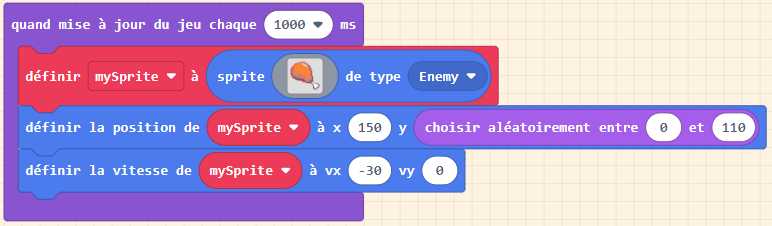 quand mise à jour du jeu chaque 1000 ms
définir mySprite à sprite de type Enemy
définir la position de mySprite à x 150 y choisir aléatoirement entre 0 et 110
définir la vitesse de mySprite à vx -30 vy 0